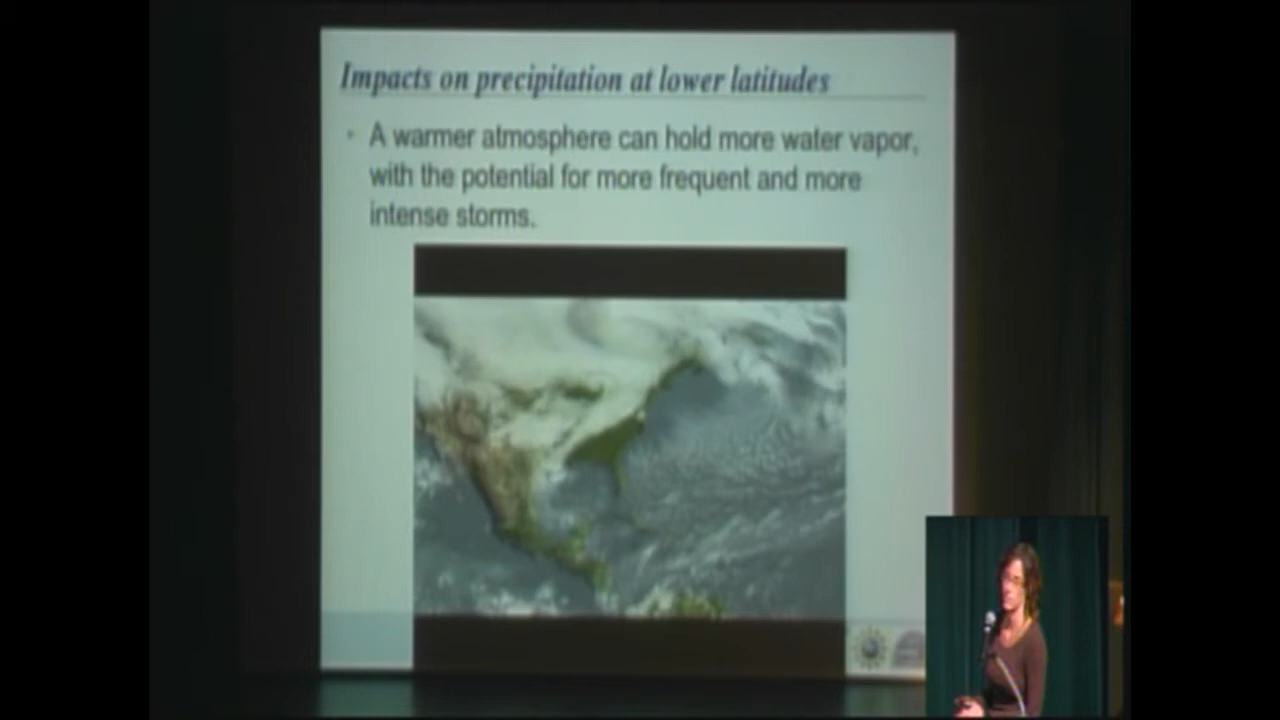 Impacts on precipitation at lower latitudes
• A warmer atmosphere can hold more water vapor,
with the potential for more frequent and more
intense storms.